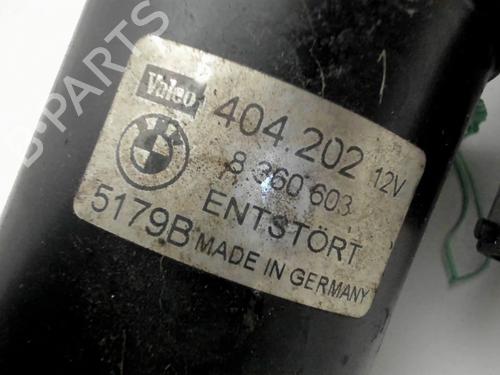 B-PARTS
Valeo 404.202 12V
8 360 603
ENTSTÖRT
5179B MADE IN GERMANY